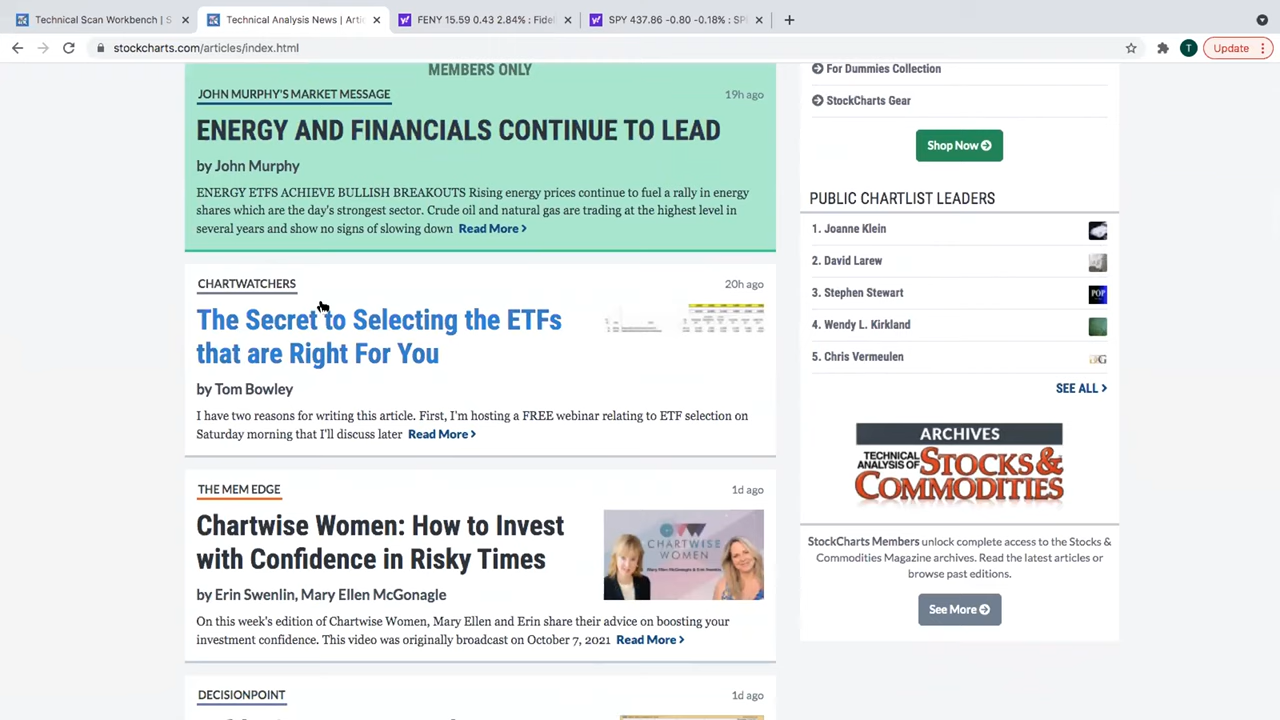 Technical Scan Workbench | S
Technical Analysis News | Artic
FENY 15.59 0.43 2.84% : Fideli
SPY 437.86 -0.80 -0.18% : SPD
stockcharts.com/articles/index.html
T
Update
MEMBERS ONLY
JOHN MURPHY'S MARKET MESSAGE
19h ago
ENERGY AND FINANCIALS CONTINUE TO LEAD
by John Murphy
ENERGY ETFS ACHIEVE BULLISH BREAKOUTS Rising energy prices continue to fuel a rally in energy
shares which are the day's strongest sector. Crude oil and natural gas are trading at the highest level in
several years and show no signs of slowing down Read More >
CHARTWATCHERS
20h ago
The Secret to Selecting the ETFs
that are Right For You
by Tom Bowley
I have two reasons for writing this article. First, I'm hosting a FREE webinar relating to ETF selection on
Saturday morning that I'll discuss later Read More >
THE MEM EDGE
1d ago
Chartwise Women: How to Invest
with Confidence in Risky Times
by Erin Swenlin, Mary Ellen McGonagle
On this week's edition of Chartwise Women, Mary Ellen and Erin share their advice on boosting your
investment confidence. This video was originally broadcast on October 7, 2021 Read More >
CHARTWISE
WOMEN
DECISIONPOINT
1d ago
For Dummies Collection
StockCharts Gear
Shop Now
PUBLIC CHARTLIST LEADERS
1. Joanne Klein
2. David Larew
3. Stephen Stewart
POP
4. Wendy L. Kirkland
5. Chris Vermeulen
SEE ALL >
ARCHIVES
TECHNICAL
ANALYSIS OF
STOCKS &
COMMODITIES
StockCharts Members unlock complete access to the Stocks &
Commodities Magazine archives. Read the latest articles or
browse past editions.
See More